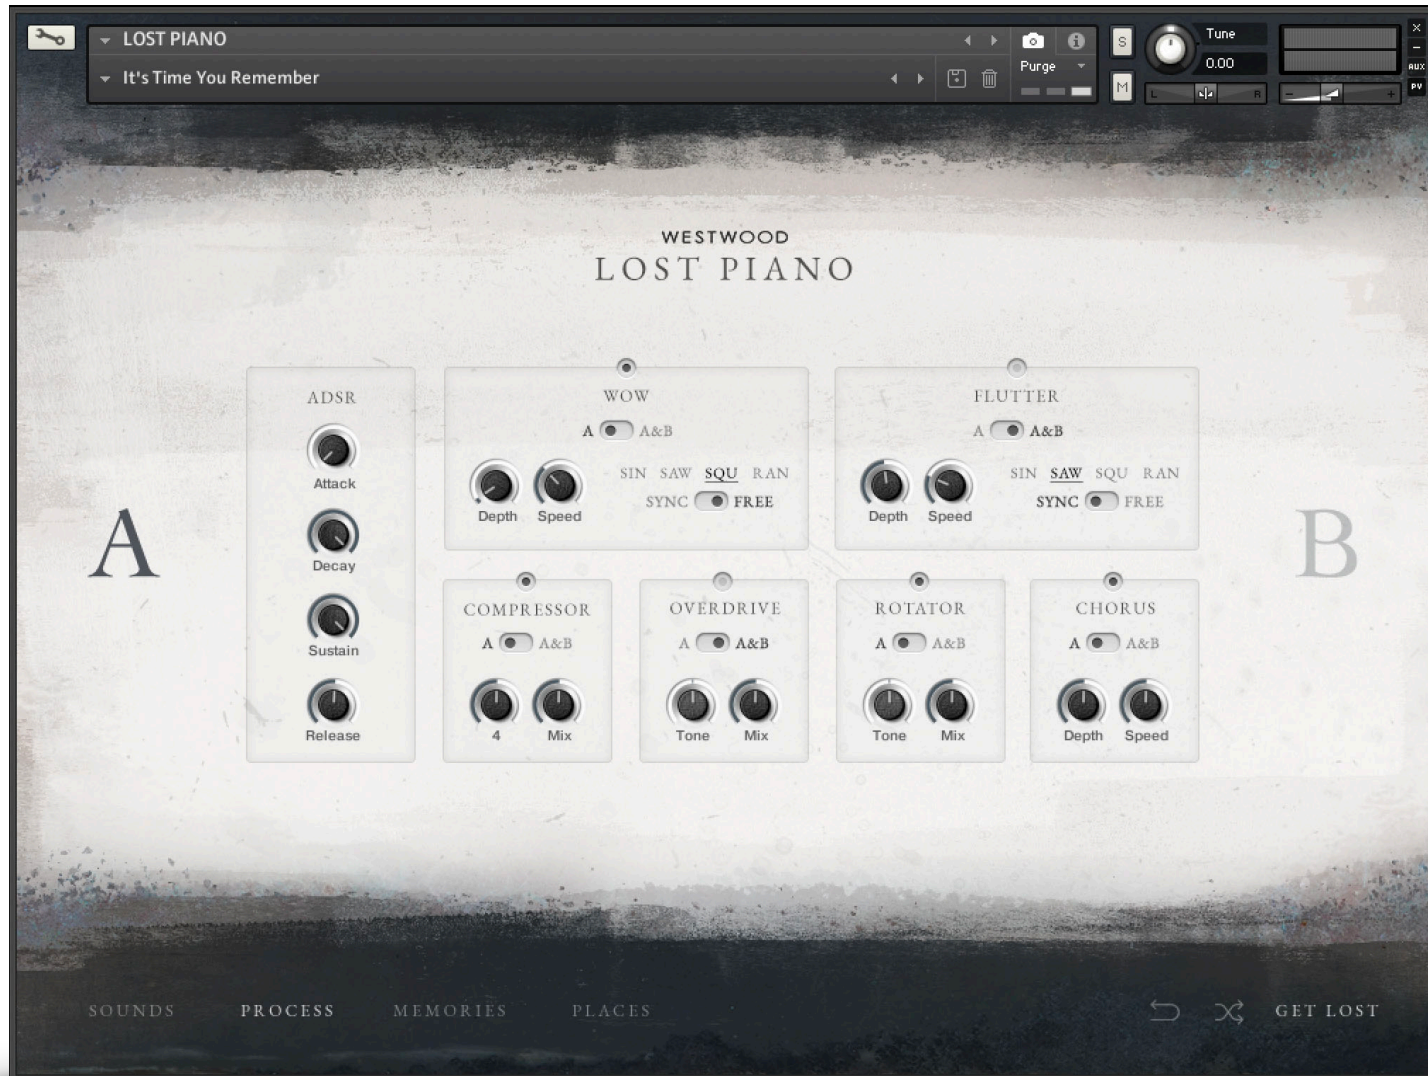 LOST PIANO
It's Time You Remember
Purge
S
M
Tune
0.00
L R
- +
X
-
AUX
PV
WESTWOOD
LOST PIANO
A
B
ADSR
Attack
Decay
Sustain
Release
WOW
A A&B
SIN SAW SQU RAN
SYNC FREE
Depth Speed
FLUTTER
A A&B
SIN SAW SQU RAN
SYNC FREE
Depth Speed
COMPRESSOR
A A&B
4 Mix
OVERDRIVE
A A&B
Tone Mix
ROTATOR
A A&B
Tone Mix
CHORUS
A A&B
Depth Speed
SOUNDS PROCESS MEMORIES PLACES GET LOST